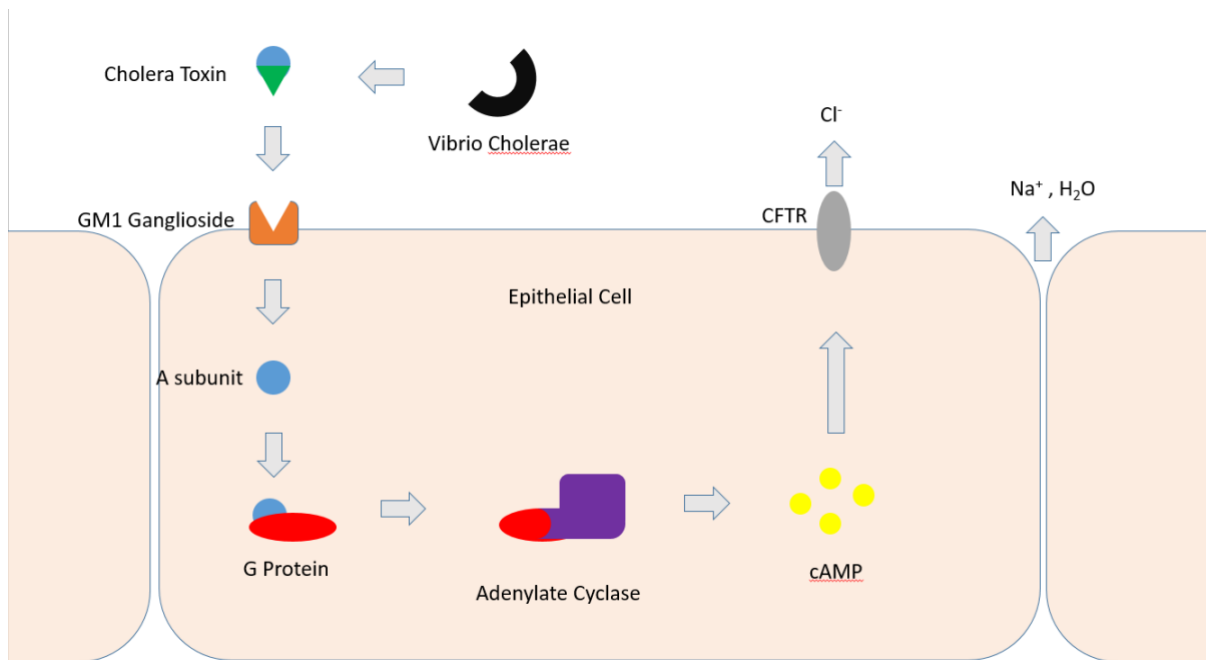 Cholera Toxin
Vibrio Cholerae
Cl⁻
Na⁺ , H₂O
GM1 Ganglioside
CFTR
Epithelial Cell
A subunit
G Protein
Adenylate Cyclase
cAMP